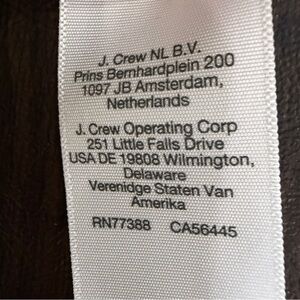 J. Crew NL B.V.
Prins Bernhardplein 200
1097 JB Amsterdam,
Netherlands
J. Crew Operating Corp
251 Little Falls Drive
USA DE 19808 Wilmington,
Delaware
Verenidge Staten Van
Amerika
RN77388 CA56445